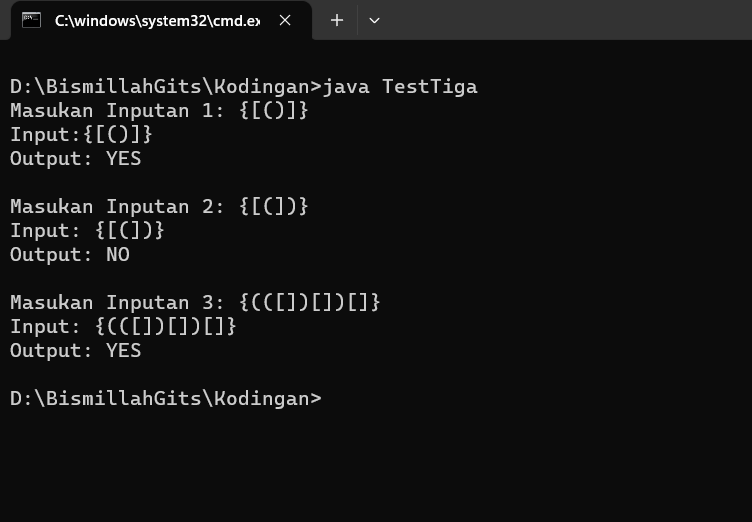 C:\windows\system32\cmd.ex
D:\BismillahGits\Kodingan>java TestTiga
Masukan Inputan 1: {[()]}
Input:{[()]}
Output: YES
Masukan Inputan 2: {[(])}
Input: {[(])}
Output: NO
Masukan Inputan 3: {(([])[])[]}
Input: {(([])[])[]}
Output: YES
D:\BismillahGits\Kodingan>